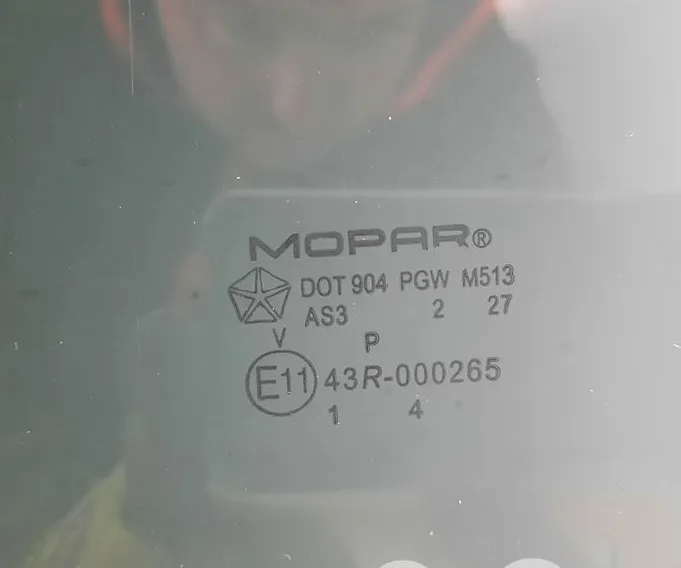 MOPAR®
DOT 904 PGW M513
AS3 2 27
V P
E11 43R-000265
1 4